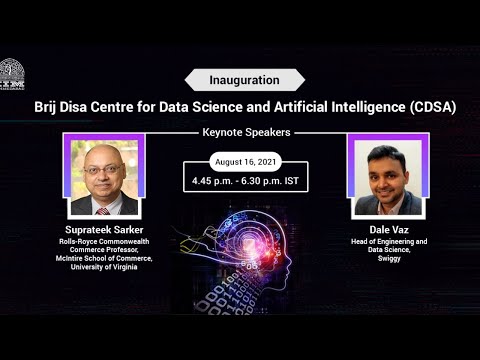 IIM
Inauguration
Brij Disa Centre for Data Science and Artificial Intelligence (CDSA)
Keynote Speakers
August 16, 2021
4.45 p.m. - 6.30 p.m. IST
Suprateek Sarker
Rolls-Royce Commonwealth
Commerce Professor,
McIntire School of Commerce,
University of Virginia
Dale Vaz
Head of Engineering and
Data Science,
Swiggy